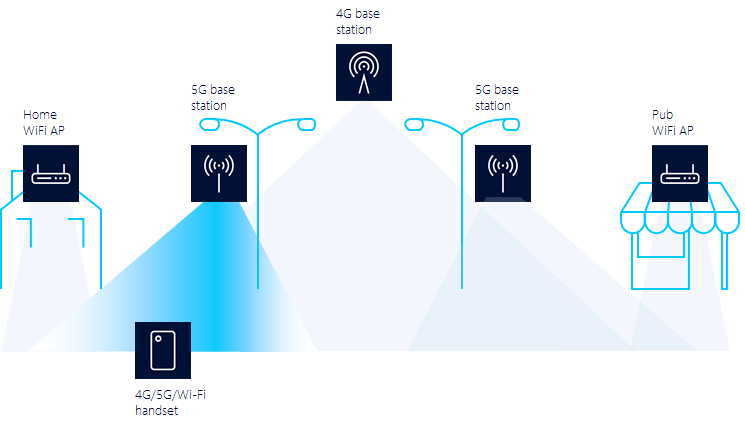 4G base
station
5G base
station
5G base
station
Home
WiFi AP
Pub
WiFi AP
4G/5G/Wi-Fi
handset